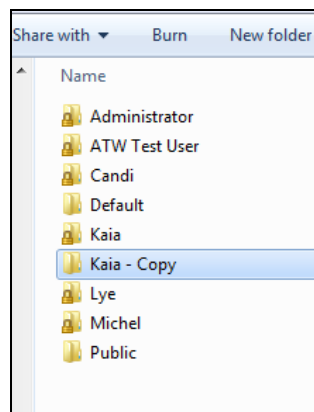 Share with Burn New folder
Name
Administrator
ATW Test User
Candi
Default
Kaia
Kaia - Copy
Lye
Michel
Public